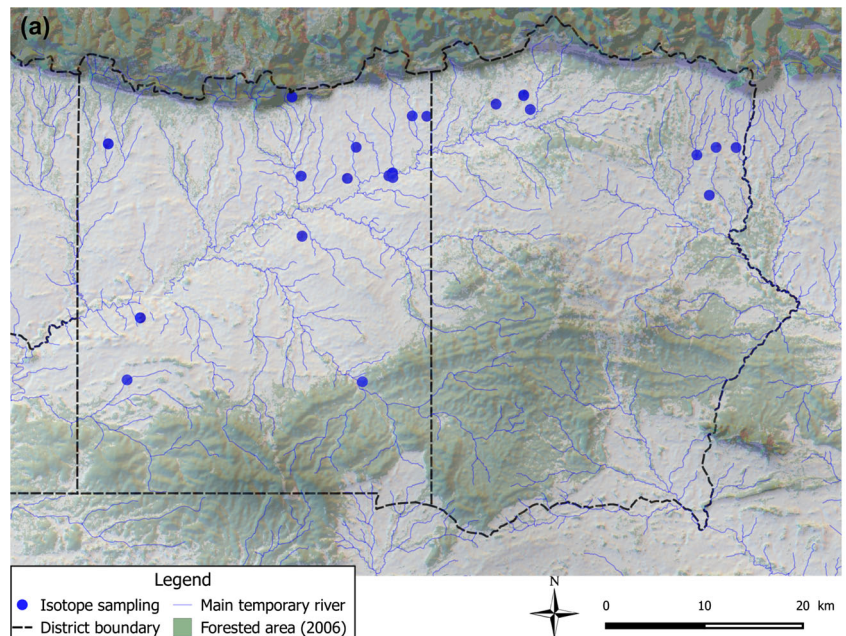 (a)
Legend
Isotope sampling
Main temporary river
District boundary
Forested area (2006)
N
0 10 20 km